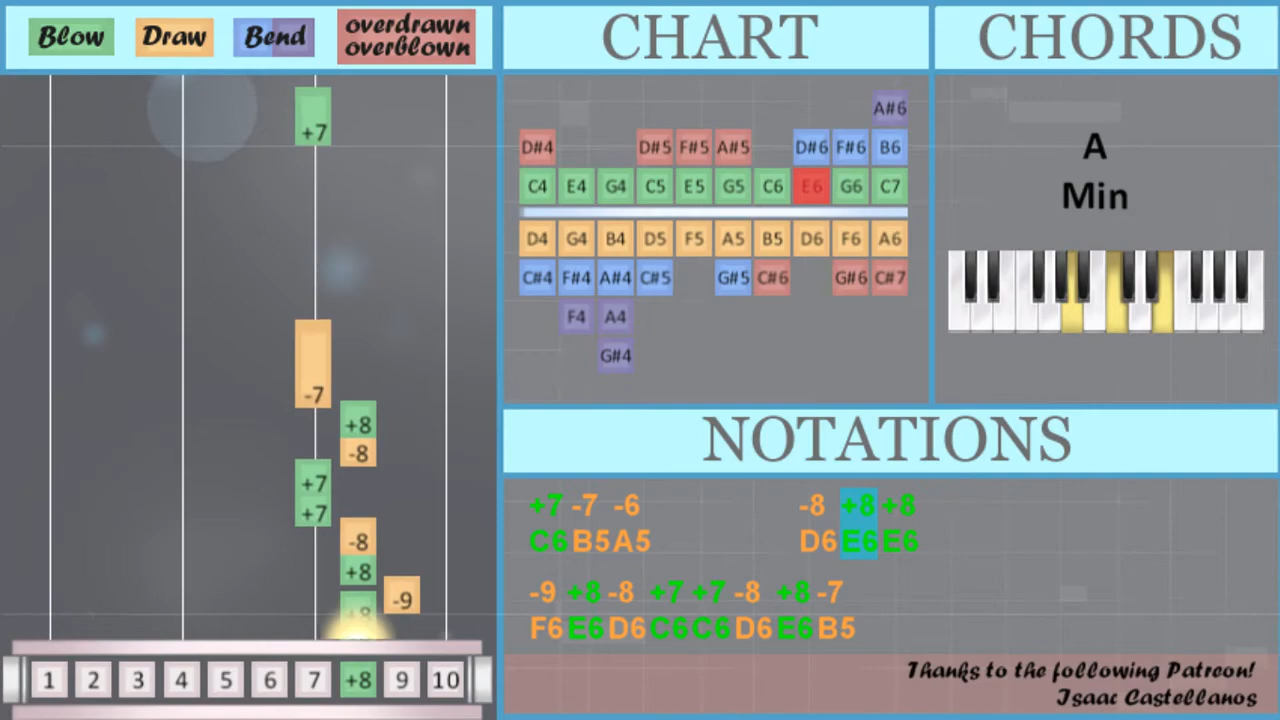 Blow Draw Bend overdrawn
overblown
CHART
CHORDS
+7
-7
+8
-8
+7
+7
-8
+8
-9
+8
1 2 3 4 5 6 7 +8 9 10
A#6
D#4 D#5 F#5 A#5 D#6 F#6 B6
C4 E4 G4 C5 E5 G5 C6 E6 G6 C7
D4 G4 B4 D5 F5 A5 B5 D6 F6 A6
C#4 F#4 A#4 C#5 G#5 C#6 G#6 C#7
F4 A4
G#4
A
Min
NOTATIONS
+7 -7 -6 -8 +8 +8
C6 B5 A5 D6 E6 E6
-9 +8 -8 +7 +7 -8 +8 -7
F6 E6 D6 C6 C6 D6 E6 B5
Thanks to the following Patreon!
Isaac Castellanos